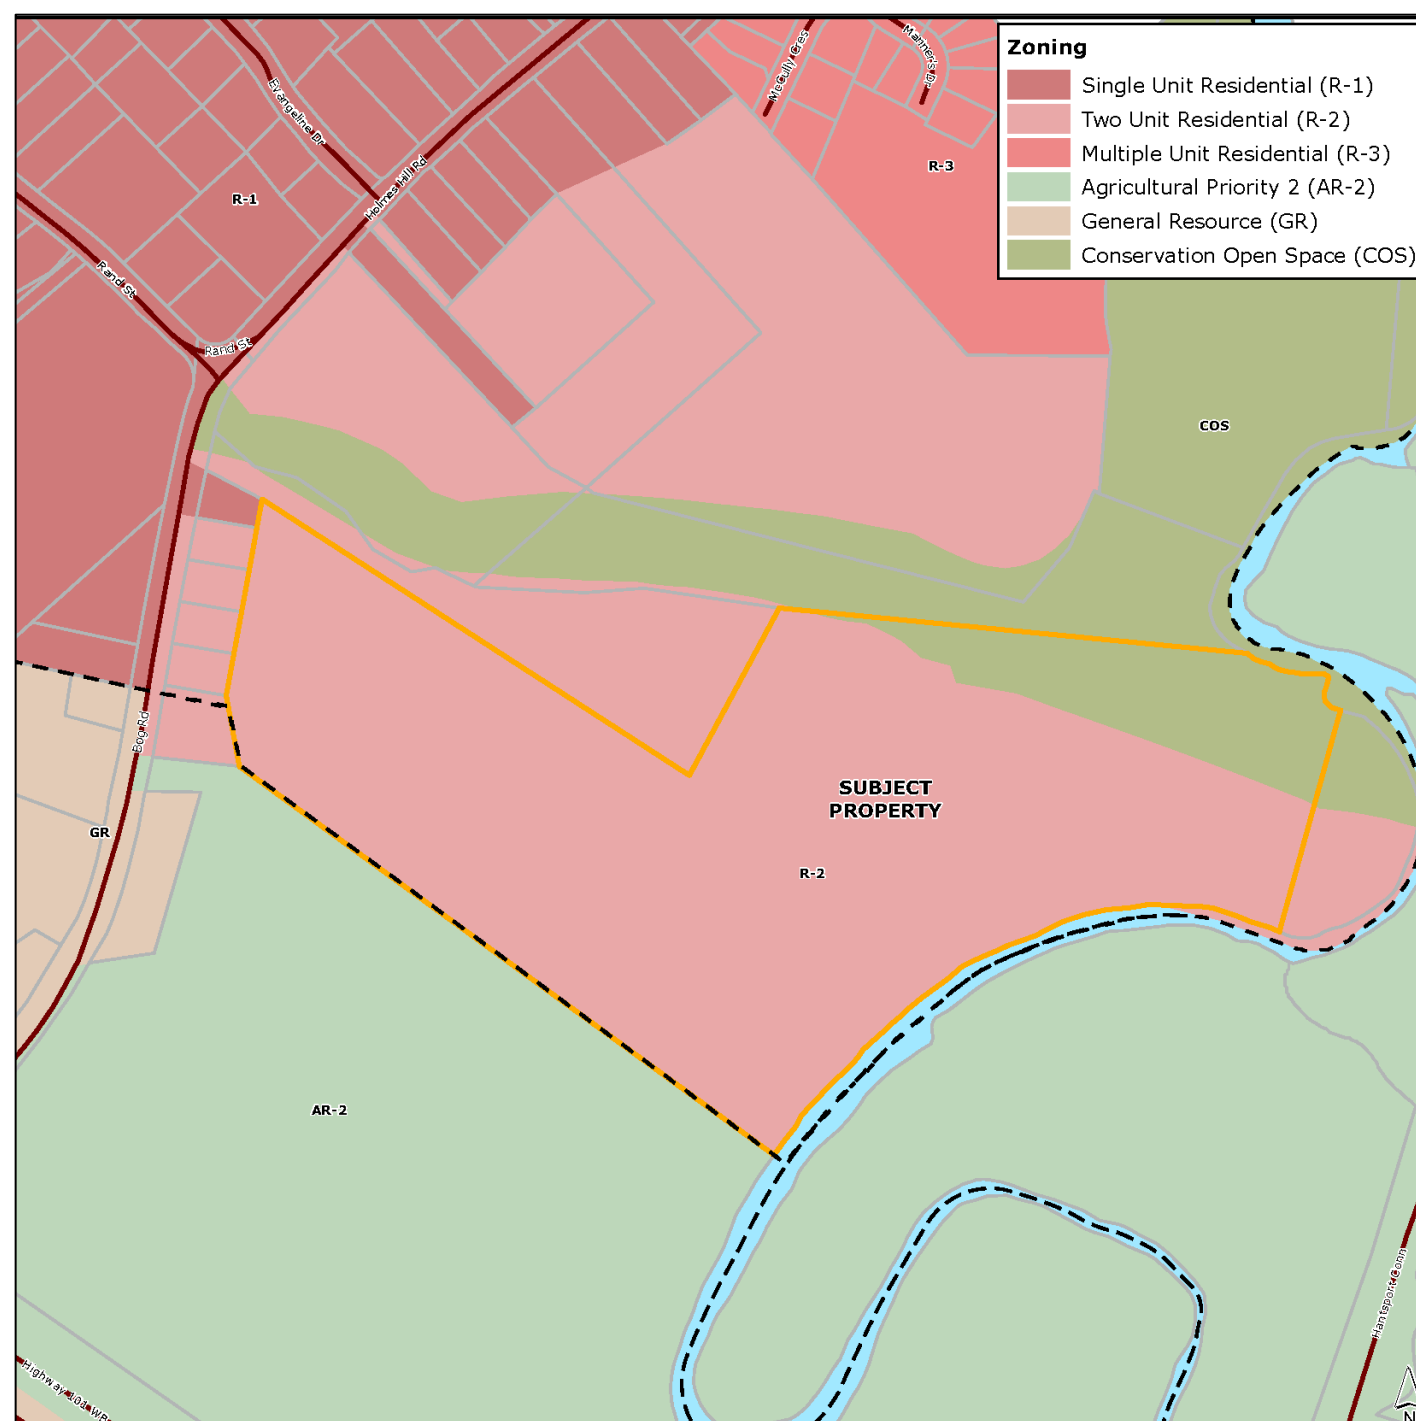 Zoning
Single Unit Residential (R-1)
Two Unit Residential (R-2)
Multiple Unit Residential (R-3)
Agricultural Priority 2 (AR-2)
General Resource (GR)
Conservation Open Space (COS)
McCully Cres
Mariner's Dr
Evangeline Dr
R-3
Holmes Hill Rd
R-1
Rand St
Rand St
COS
Bog Rd
SUBJECT
PROPERTY
GR
R-2
AR-2
Hantsport Conn
Highway 101 WB
N